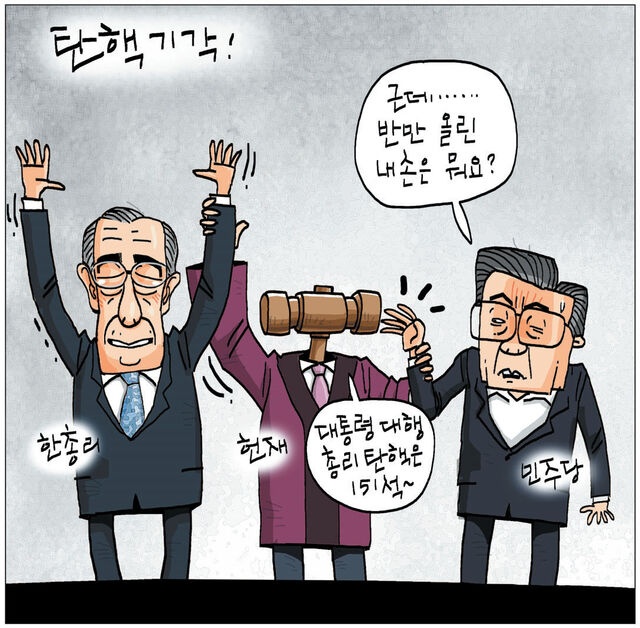 탄핵기각!
근데……
반만 올린
내손은 뭐요?
한총리
헌재
대통령 대행
총리 탄핵은
151석~
민주당